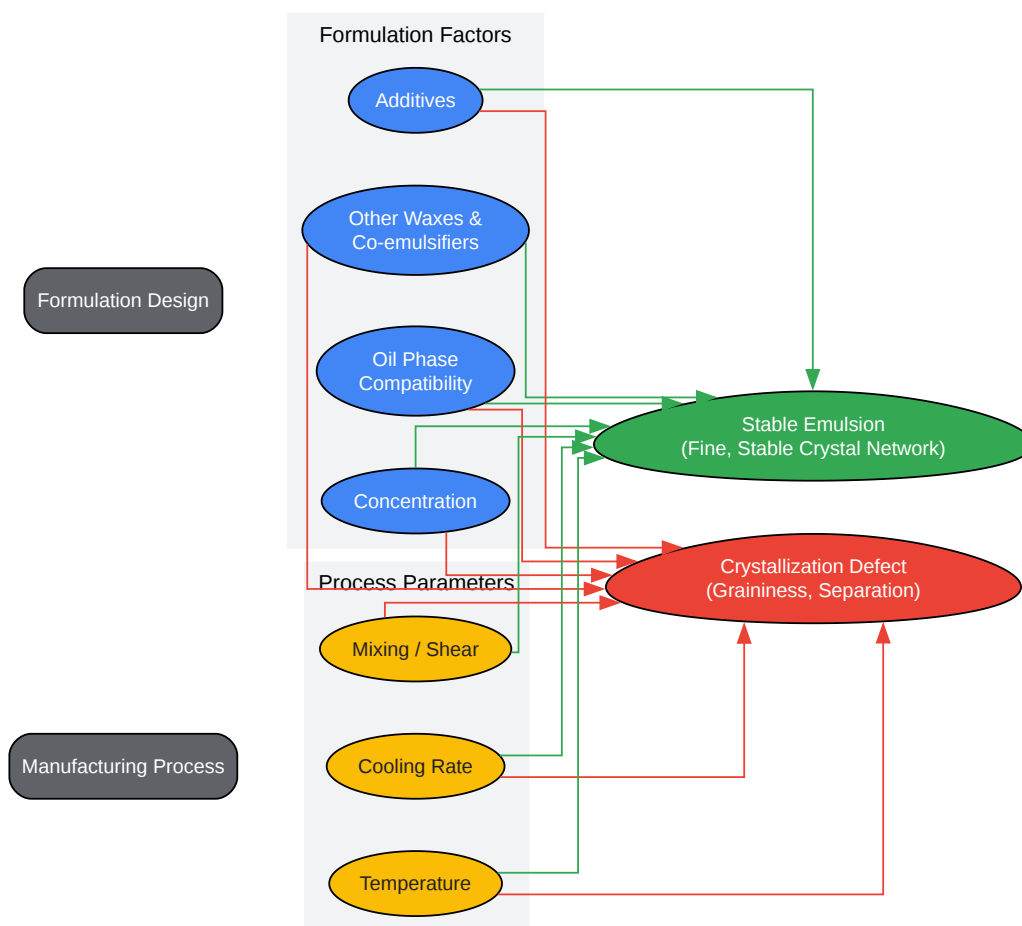 Formulation Factors
Additives
Other Waxes &
Co-emulsifiers
Formulation Design
Oil Phase
Compatibility
Stable Emulsion
(Fine, Stable Crystal Network)
Concentration
Crystallization Defect
(Graininess, Separation)
Process Parameters
Mixing / Shear
Manufacturing Process
Cooling Rate
Temperature